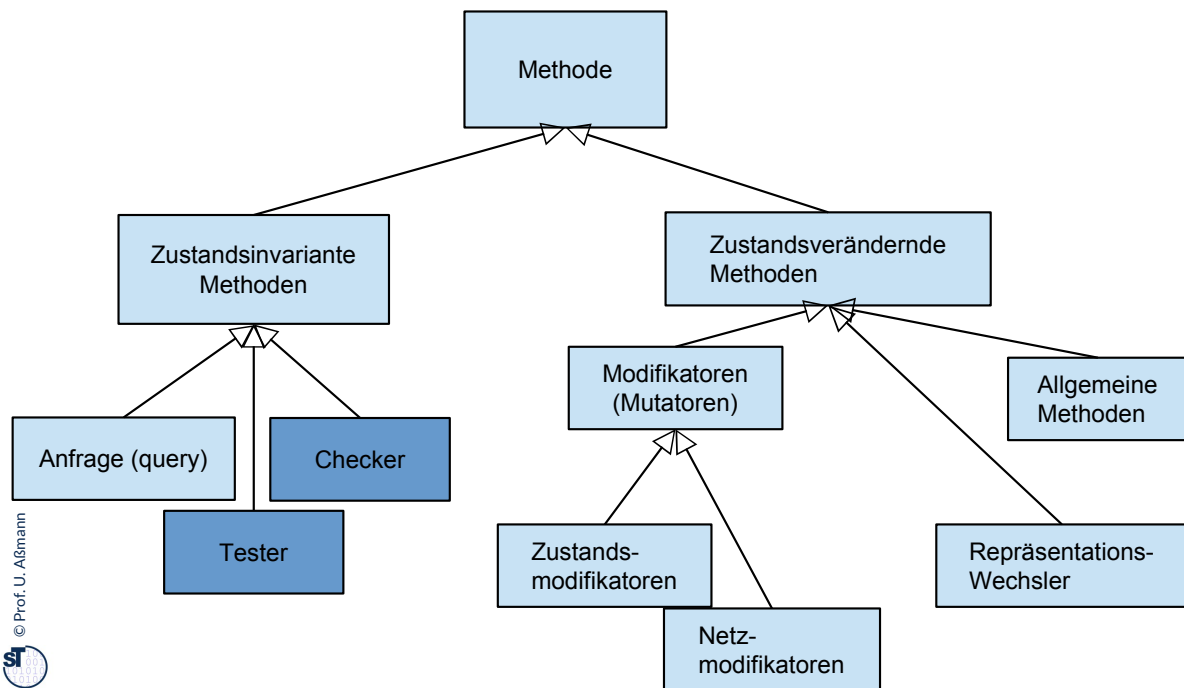 Methode
Zustandsinvariante
Methoden
Zustandsverändernde
Methoden
Modifikatoren
(Mutatoren)
Allgemeine
Methoden
Anfrage (query)
Checker
Tester
Zustands-
modifikatoren
Repräsentations-
Wechsler
Netz-
modifikatoren
© Prof. U. Aßmann
ST